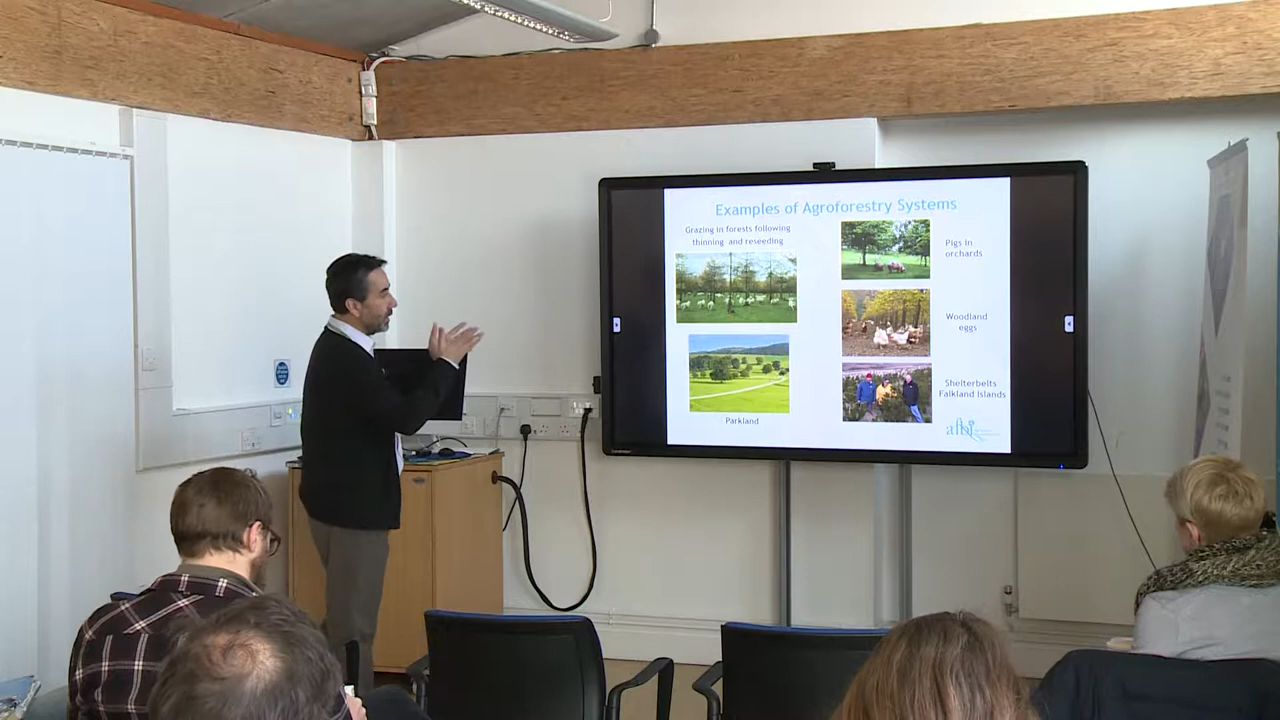 Examples of Agroforestry Systems
Grazing in forests following
thinning and reseeding
Parkland
Pigs in
orchards
Woodland
eggs
Shelterbelts
Falkland Islands
afbi